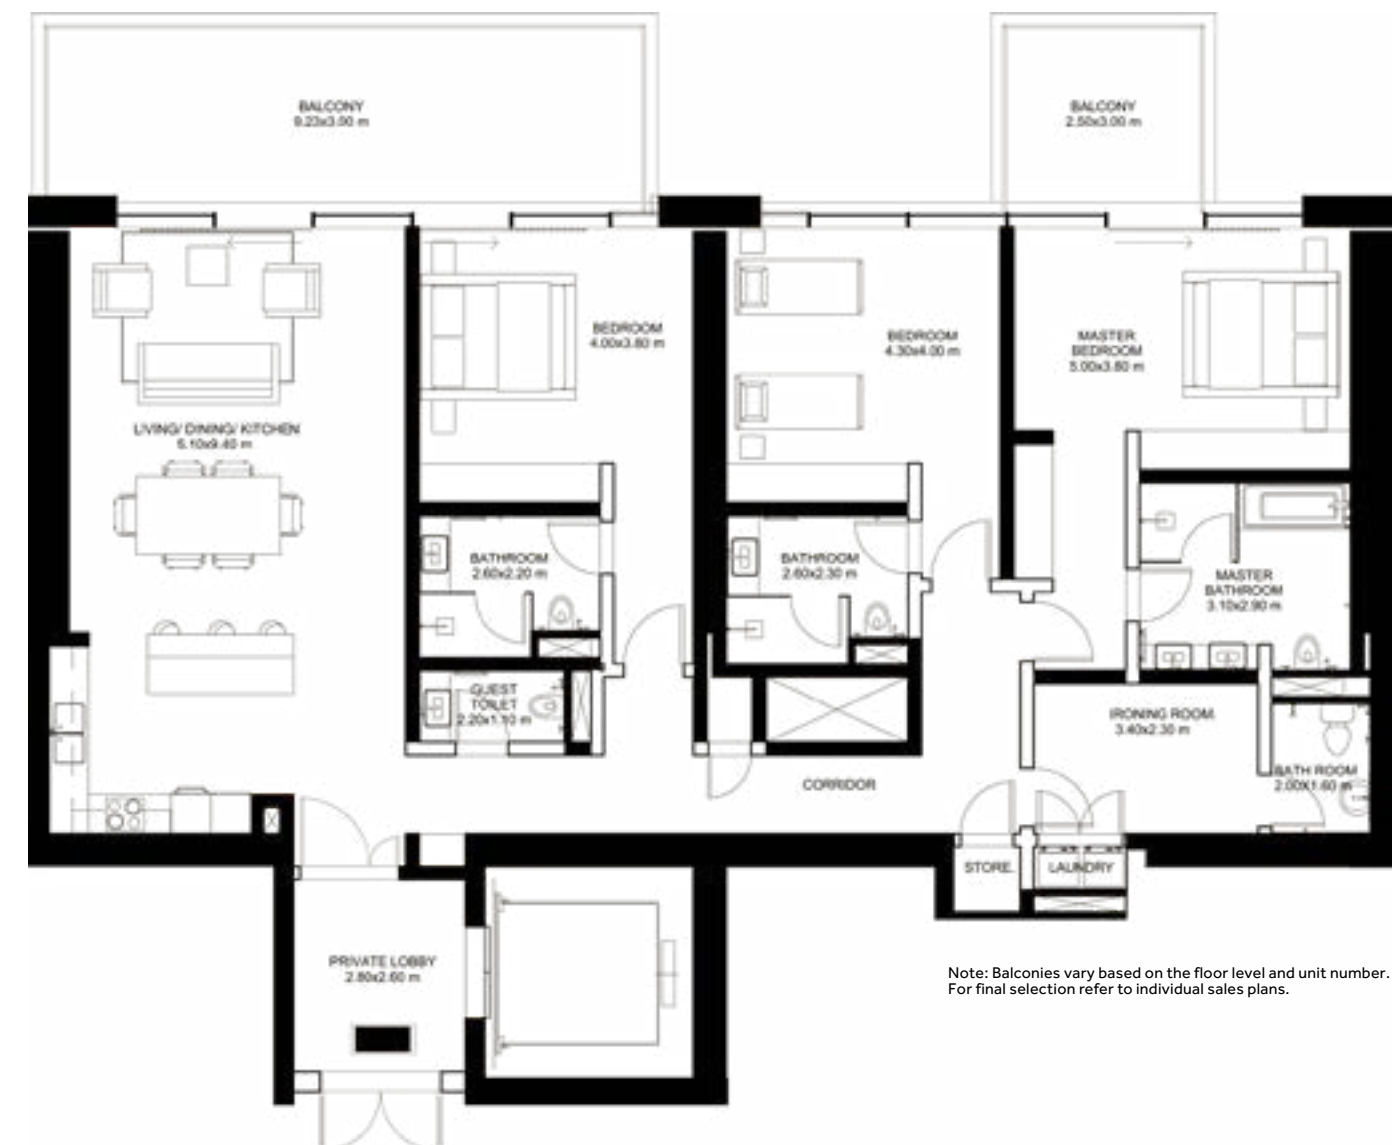 BALCONY
9.23x3.00 m
BALCONY
2.50x3.00 m
BEDROOM
4.00x3.80 m
BEDROOM
4.30x4.00 m
MASTER
BEDROOM
5.00x3.80 m
LIVING/ DINING/ KITCHEN
5.10x9.40 m
BATHROOM
2.60x2.20 m
BATHROOM
2.60x2.30 m
MASTER
BATHROOM
3.10x2.90 m
GUEST
TOILET
2.20x1.10 m
IRONING ROOM
3.40x2.30 m
BATH ROOM
2.00X1.60 m
CORRIDOR
STORE
LAUNDRY
PRIVATE LOBBY
2.80x2.60 m
Note: Balconies vary based on the floor level and unit number.
For final selection refer to individual sales plans.